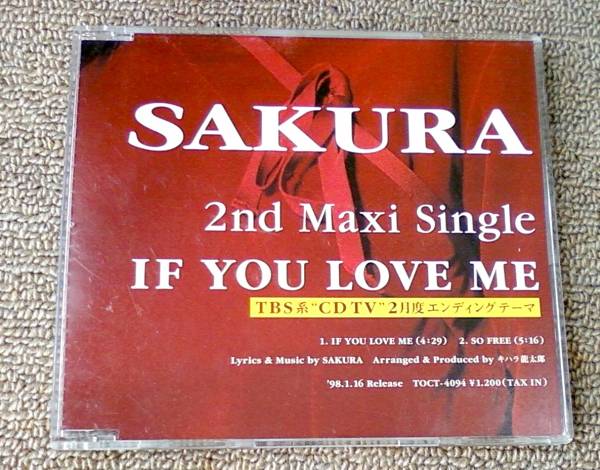 SAKURA
2nd Maxi Single
IF YOU LOVE ME
TBS系"CDTV"2月度エンディングテーマ
1. IF YOU LOVE ME (4:29) 2. SO FREE (5:16)
Lyrics & Music by SAKURA Arranged & Produced by キハラ龍太郎
'98.1.16 Release TOCT-4094 ¥1.200(TAX IN)